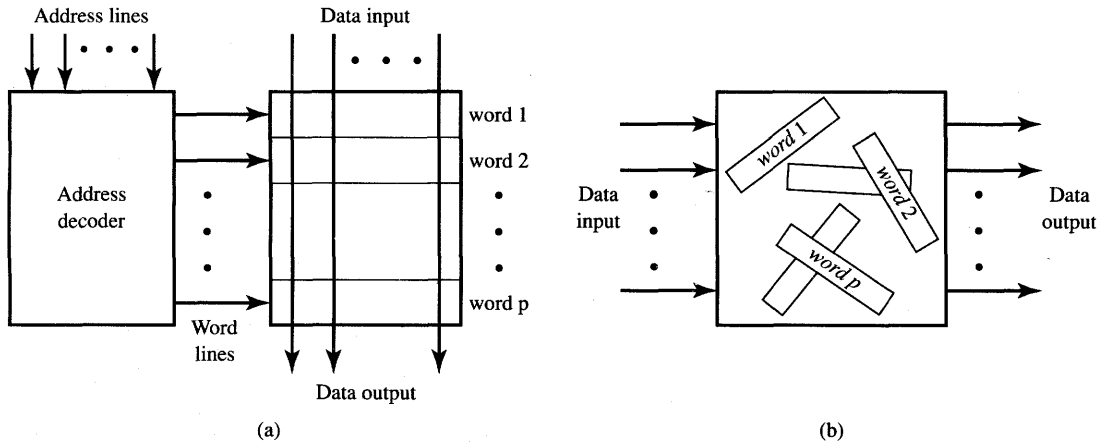 Address lines
Data input
word 1
word 2
Address
decoder
word p
Word
lines
Data output
(a)
word 1
word 2
word p
Data
input
Data
output
(b)